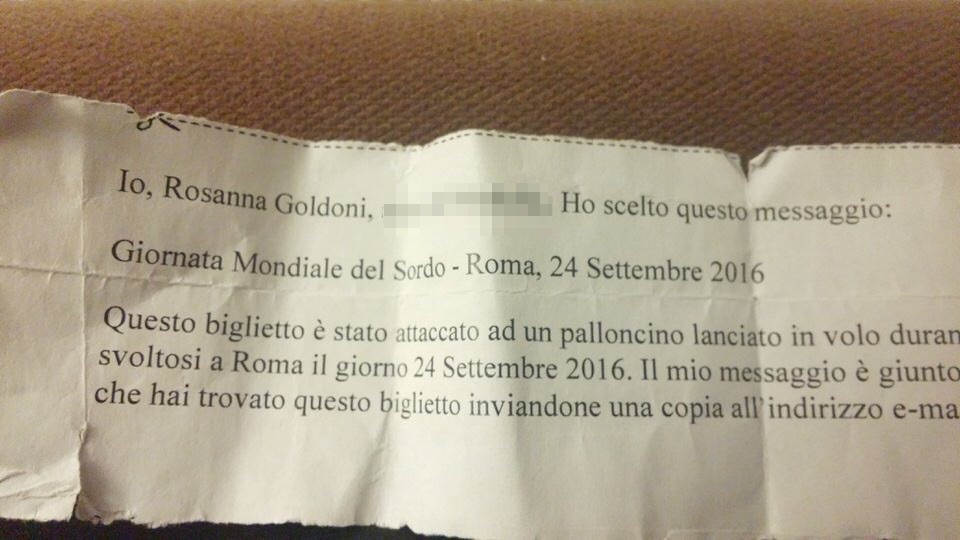 Io, Rosanna Goldoni, Ho scelto questo messaggio:
Giornata Mondiale del Sordo - Roma, 24 Settembre 2016
Questo biglietto è stato attaccato ad un palloncino lanciato in volo duran
svoltosi a Roma il giorno 24 Settembre 2016. Il mio messaggio è giunto
che hai trovato questo biglietto inviandone una copia all'indirizzo e-ma